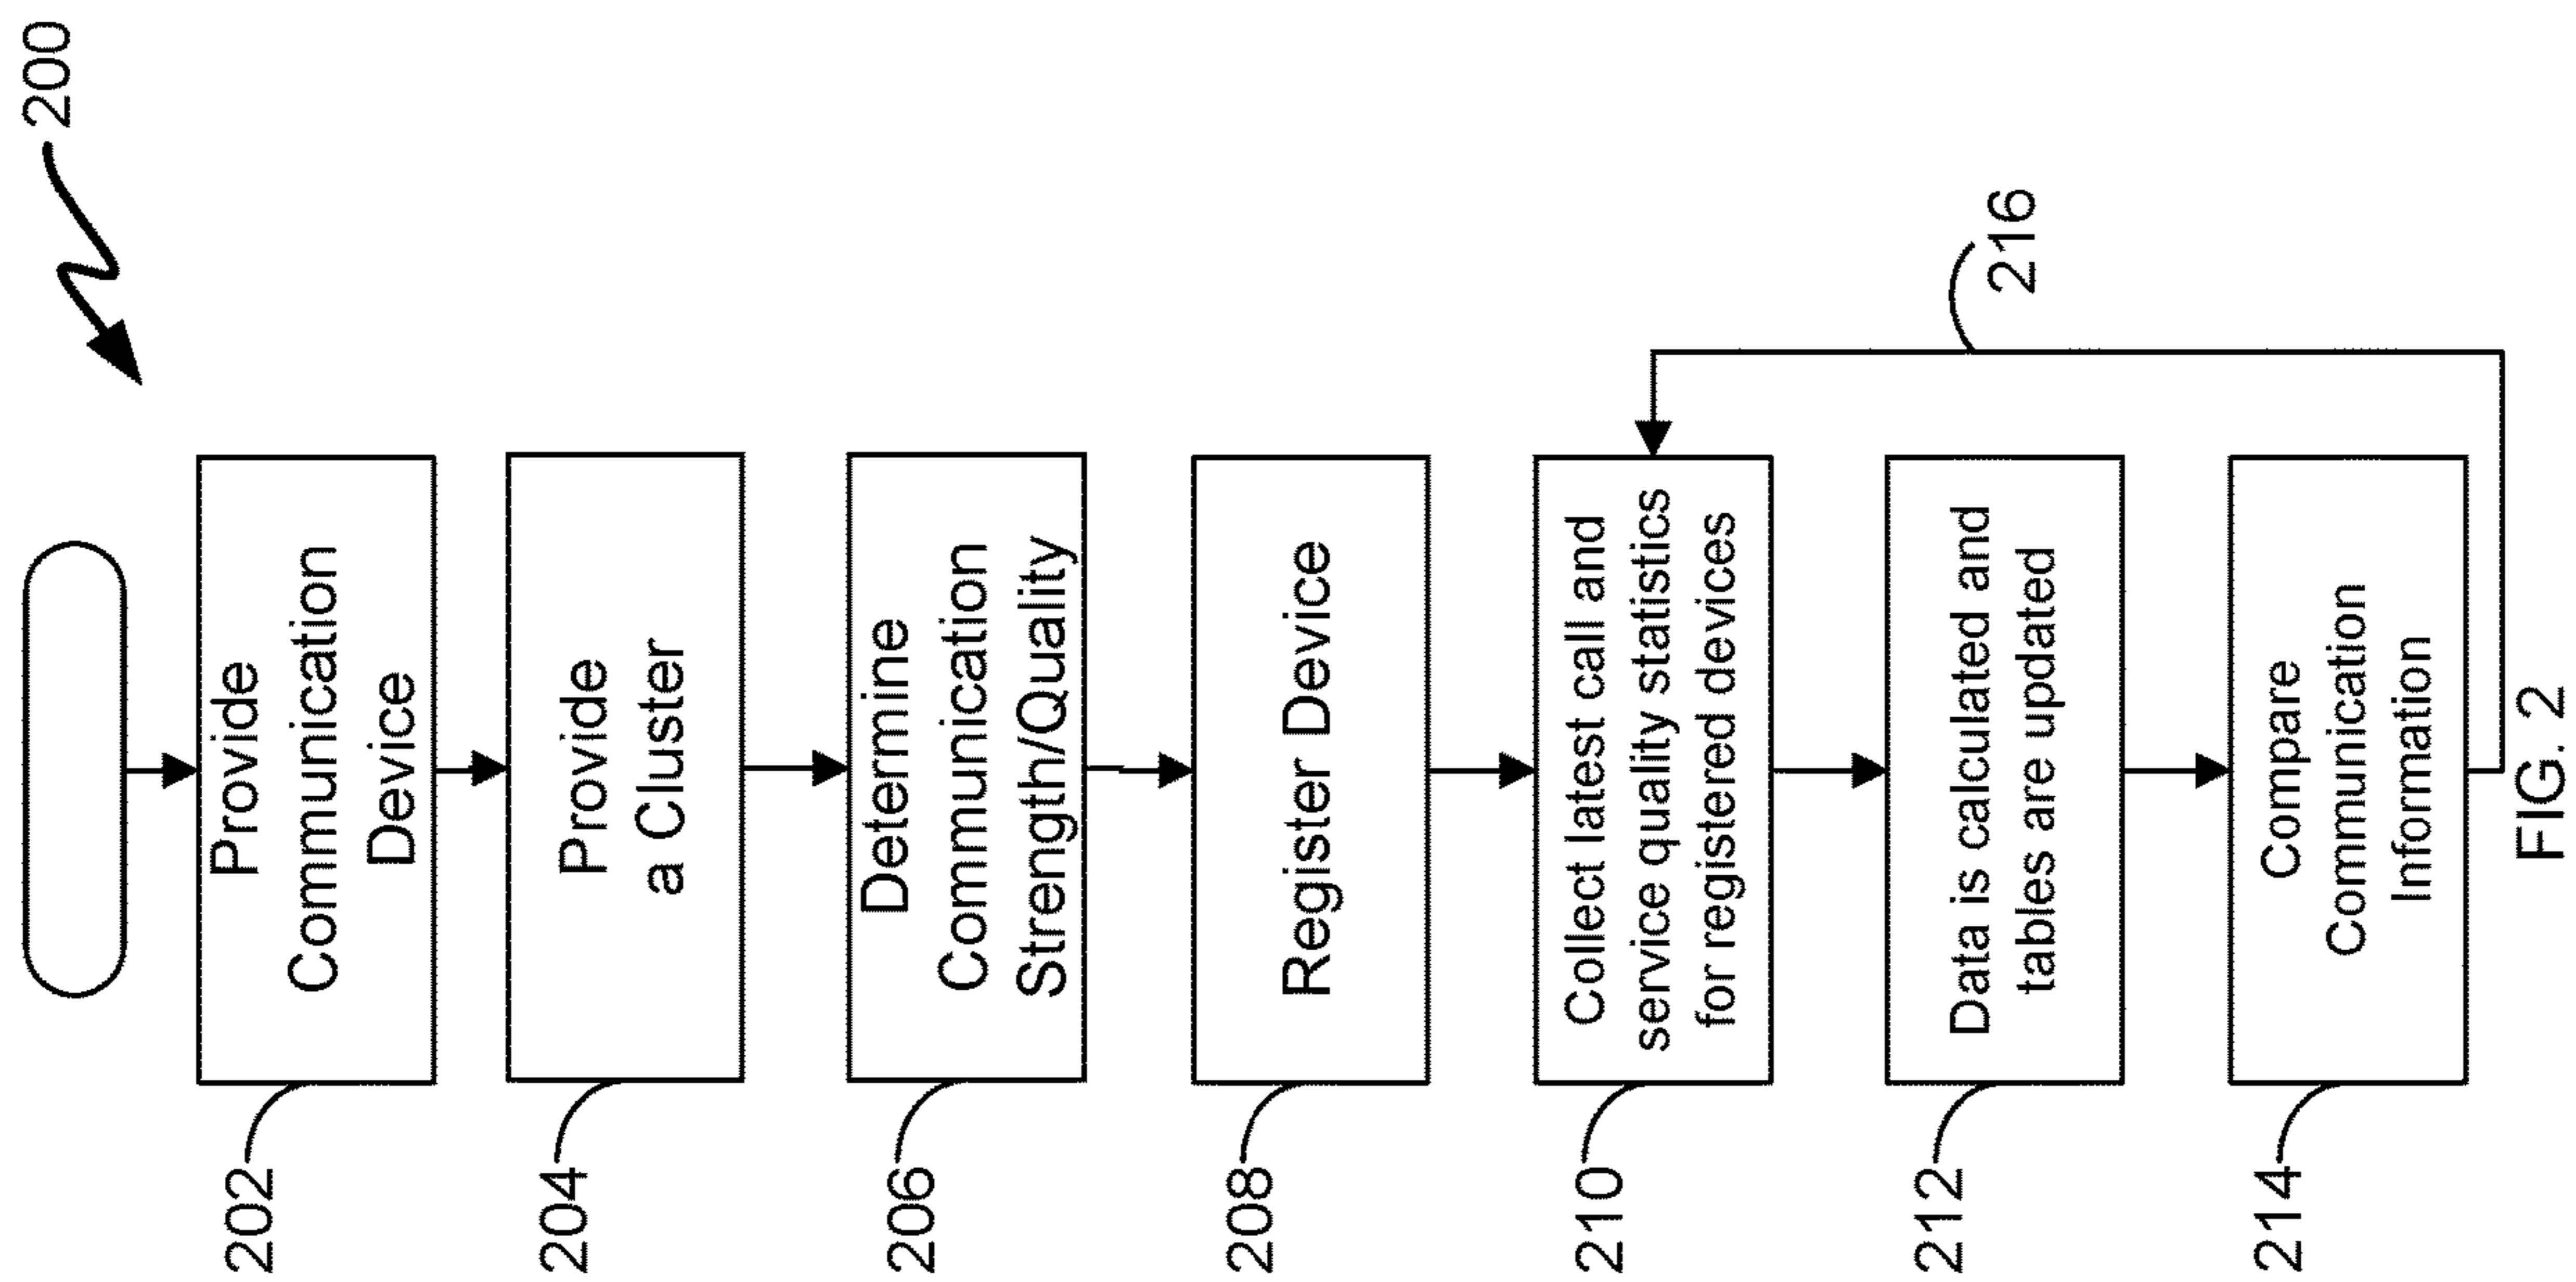 200
202
Provide
Communication
Device
204
Provide
a Cluster
206
Determine
Communication
Strength/Quality
208
Register Device
210
Collect latest call and
service quality statistics
for registered devices
216
212
Data is calculated and
tables are updated
214
Compare
Communication
Information
FIG. 2